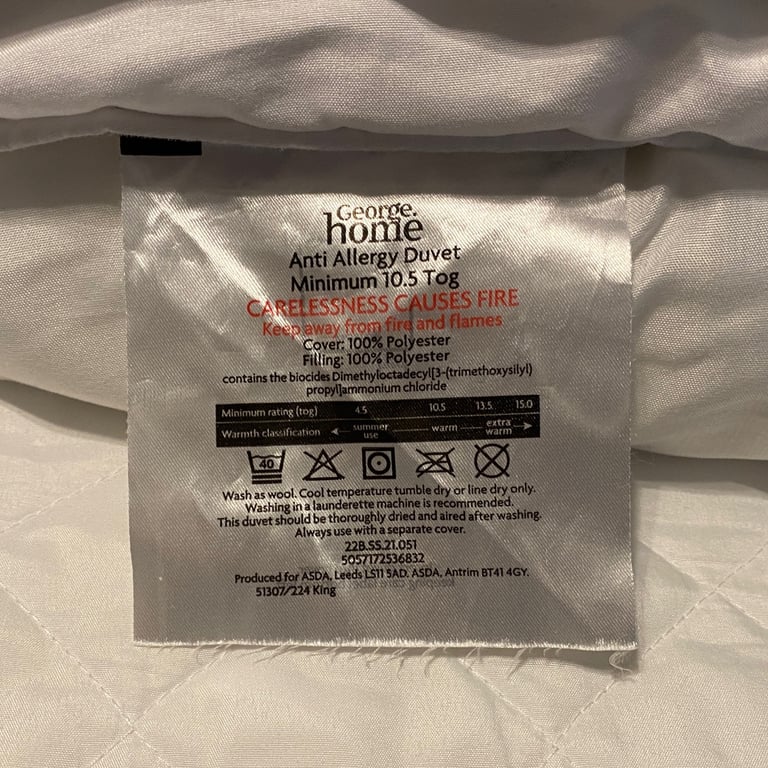 George.
home
Anti Allergy Duvet
Minimum 10.5 Tog
CARELESSNESS CAUSES FIRE
Keep away from fire and flames
Cover: 100% Polyester
Filling: 100% Polyester
contains the biocides Dimethyloctadecyl[3-(trimethoxysilyl)
propyl]ammonium chloride
Minimum rating (tog) 4.5 10.5 13.5 15.0
Warmth classification summer use warm extra warm
40
Wash as wool. Cool temperature tumble dry or line dry only.
Washing in a launderette machine is recommended.
This duvet should be thoroughly dried and aired after washing.
Always use with a separate cover.
22B.SS.21.051
5057172536832
Produced for ASDA, Leeds LS11 5AD. ASDA, Antrim BT41 4GY.
51307/224 King